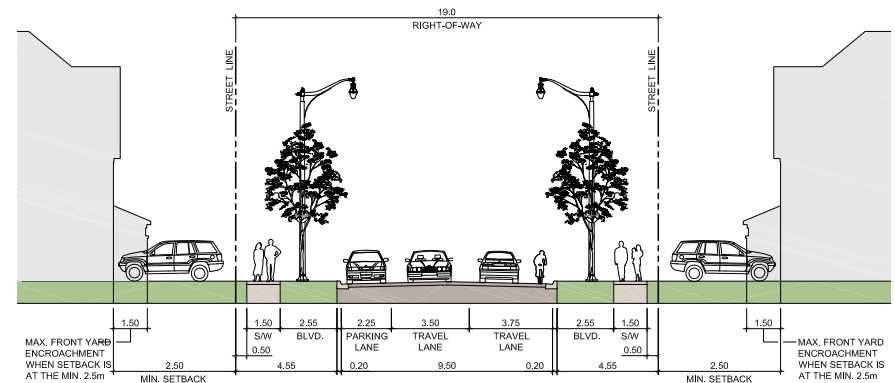 19.0
RIGHT-OF-WAY
STREET LINE
STREET LINE
1.50
1.50
2.55
2.25
3.50
3.75
2.55
1.50
1.50
S/W
BLVD.
PARKING
LANE
TRAVEL
LANE
TRAVEL
LANE
BLVD.
S/W
MAX. FRONT YARD
ENCROACHMENT
WHEN SETBACK IS
AT THE MIN. 2.5m
0.50
0.50
MAX. FRONT YARD
ENCROACHMENT
WHEN SETBACK IS
AT THE MIN. 2.5m
2.50
4.55
0.20
9.50
0.20
4.55
2.50
MIN. SETBACK
MIN. SETBACK